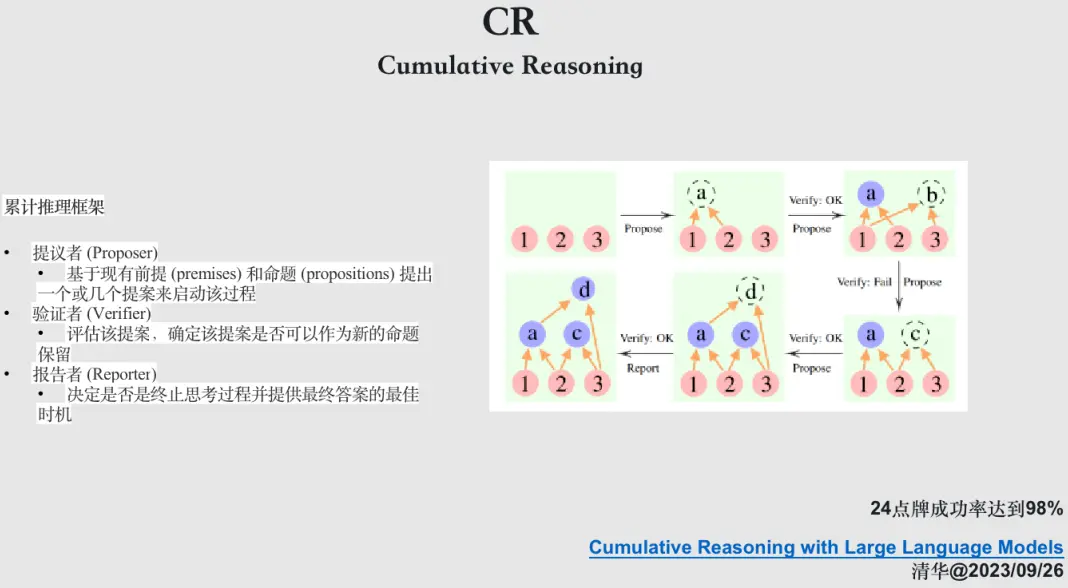 CR
Cumulative Reasoning
累计推理框架
• 提议者 (Proposer)
• 基于现有前提 (premises) 和命题 (propositions) 提出
一个或几个提案来启动该过程
• 验证者 (Verifier)
• 评估该提案，确定该提案是否可以作为新的命题
保留
• 报告者 (Reporter)
• 决定是否是终止思考过程并提供最终答案的最佳
时机
1 2 3
Propose
a
1 2 3
Verify: OK
Propose
a b
1 2 3
Verify: Fail Propose
a c
1 2 3
Verify: OK
Propose
d
a c
1 2 3
Verify: OK
Report
d
a c
1 2 3
24点牌成功率达到98%
Cumulative Reasoning with Large Language Models
清华@2023/09/26